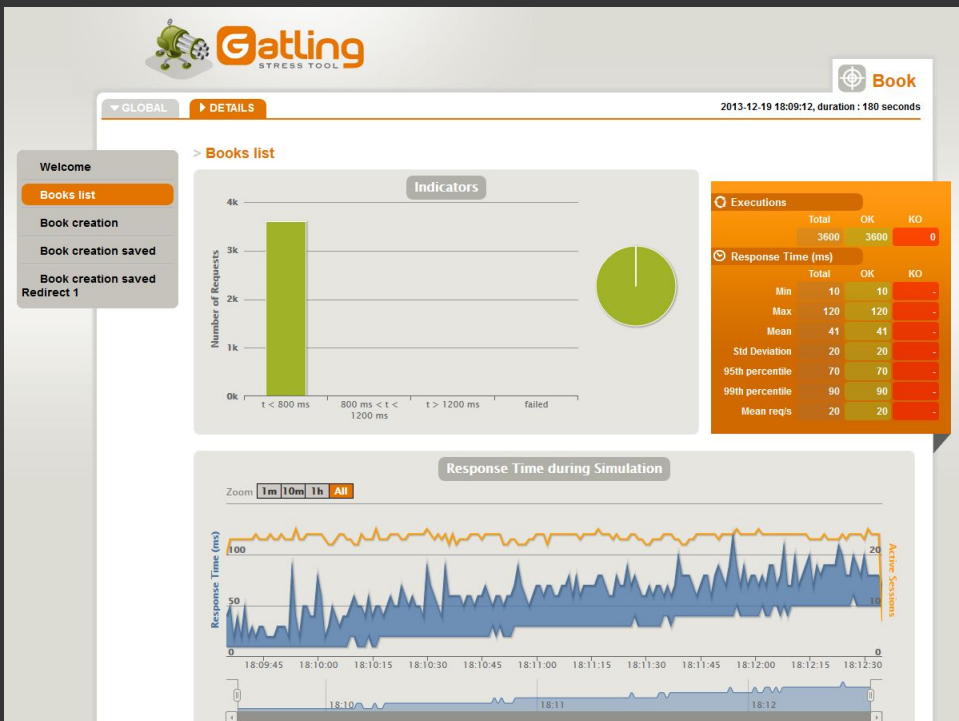 Gatling
STRESS TOOL
Book
GLOBAL
DETAILS
2013-12-19 18:09:12, duration : 180 seconds
> Books list
Welcome
Books list
Book creation
Book creation saved
Book creation saved
Redirect 1
Indicators
4k
3k
2k
1k
0k
Number of Requests
t < 800 ms
800 ms < t <
1200 ms
t > 1200 ms
failed
Executions
Total OK KO
3600 3600 0
Response Time (ms)
Total OK KO
Min 10 10 -
Max 120 120 -
Mean 41 41 -
Std Deviation 20 20 -
95th percentile 70 70 -
99th percentile 90 90 -
Mean req/s 20 20 -
Response Time during Simulation
Zoom 1m 10m 1h All
Response Time (ms)
100
50
0
20
10
0
Active Sessions
18:09:45 18:10:00 18:10:15 18:10:30 18:10:45 18:11:00 18:11:15 18:11:30 18:11:45 18:12:00 18:12:15 18:12:30
18:10 18:11 18:12